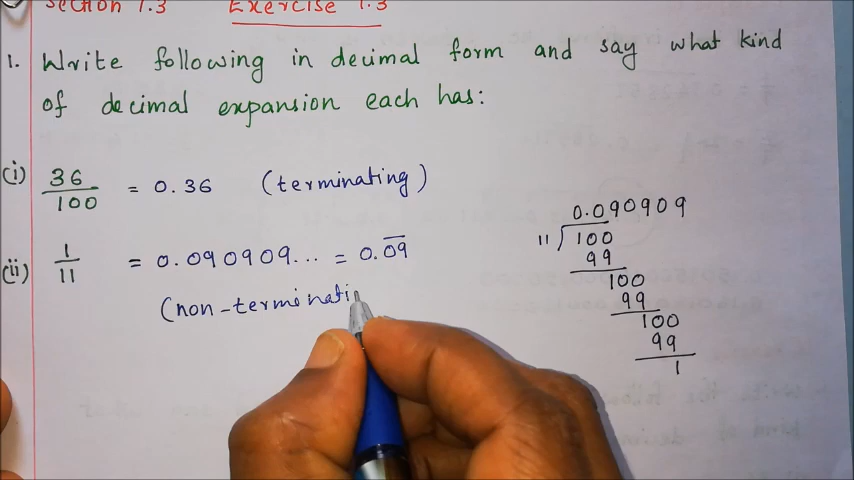 Section 1.3 Exercise 1.3
1. Write following in decimal form and say what kind
of decimal expansion each has:
(i) 36/100 = 0.36 (terminating)
(ii) 1/11 = 0.090909... = 0.0̅9̅
(non-terminati
0.090909
11 ) 100
99
100
99
100
99
1